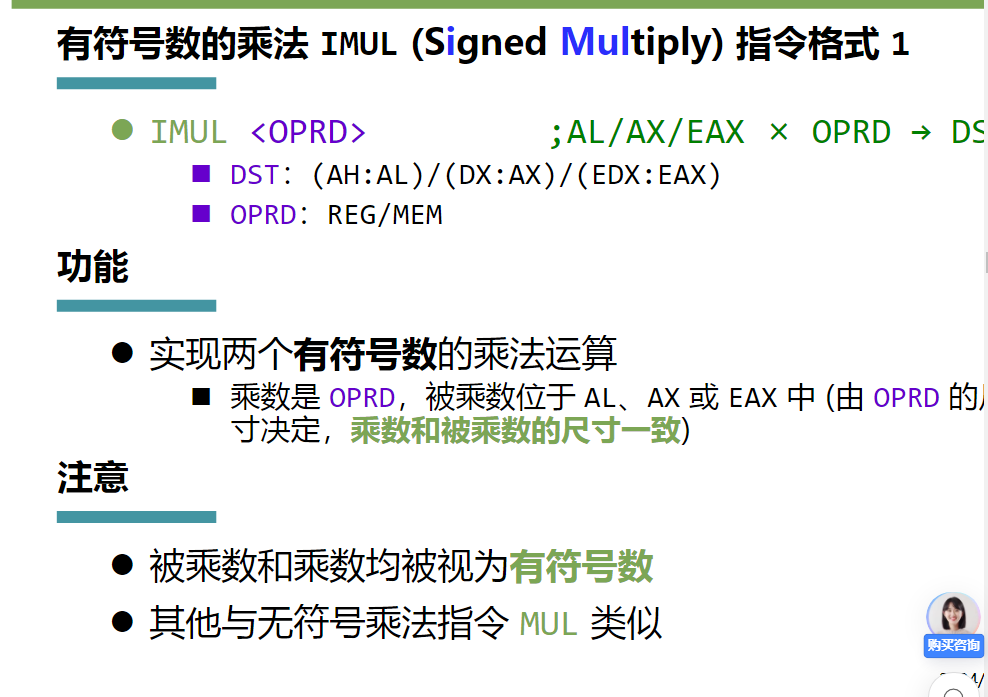 有符号数的乘法 IMUL (Signed Multiply) 指令格式 1
IMUL <OPRD> ;AL/AX/EAX × OPRD → DS
DST：(AH:AL)/(DX:AX)/(EDX:EAX)
OPRD：REG/MEM
功能
实现两个有符号数的乘法运算
乘数是 OPRD，被乘数位于 AL、AX 或 EAX 中 (由 OPRD 的
寸决定，乘数和被乘数的尺寸一致)
注意
被乘数和乘数均被视为有符号数
其他与无符号乘法指令 MUL 类似
购买咨询